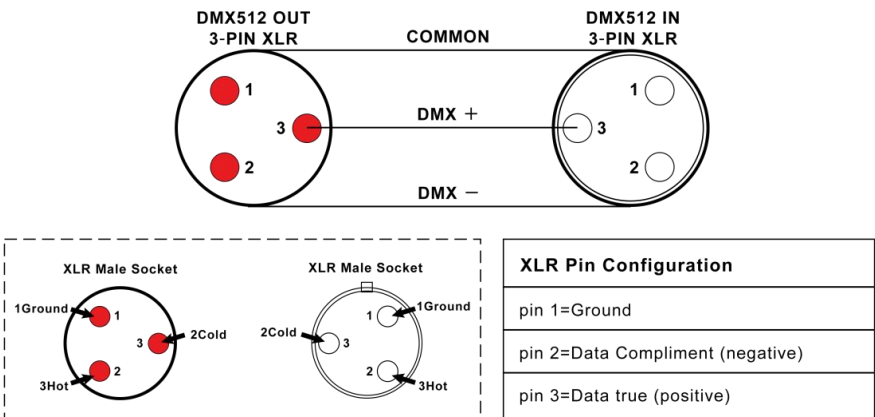 DMX512 OUT
3-PIN XLR
COMMON
DMX512 IN
3-PIN XLR
1
3
2
DMX +
1
3
2
DMX −
XLR Male Socket
1Ground
1
3
2Cold
2
3Hot
XLR Male Socket
1Ground
1
2Cold
3
2
3Hot
XLR Pin Configuration
pin 1=Ground
pin 2=Data Compliment (negative)
pin 3=Data true (positive)